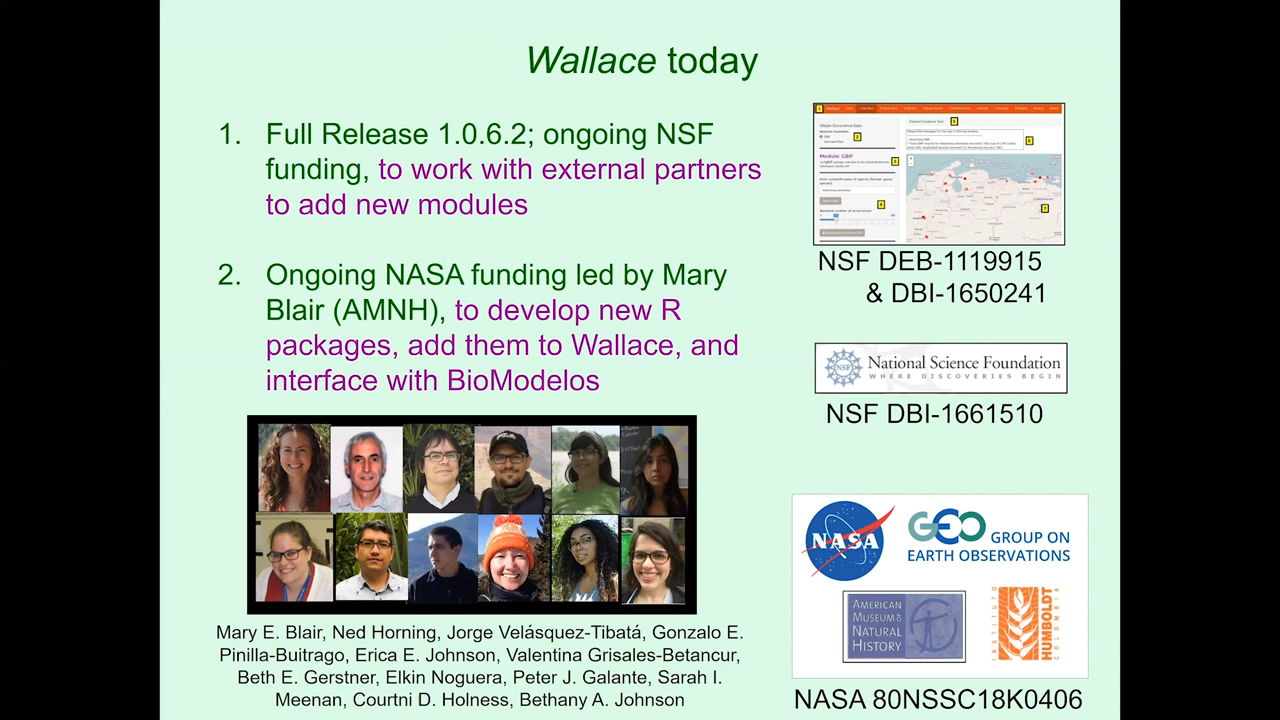 Wallace today
1. Full Release 1.0.6.2; ongoing NSF
funding, to work with external partners
to add new modules
2. Ongoing NASA funding led by Mary
Blair (AMNH), to develop new R
packages, add them to Wallace, and
interface with BioModelos
Mary E. Blair, Ned Horning, Jorge Velásquez-Tibatá, Gonzalo E.
Pinilla-Buitrago, Erica E. Johnson, Valentina Grisales-Betancur,
Beth E. Gerstner, Elkin Noguera, Peter J. Galante, Sarah I.
Meenan, Courtni D. Holness, Bethany A. Johnson
Module: GBIF
NSF DEB-1119915
& DBI-1650241
National Science Foundation
WHERE DISCOVERIES BEGIN
NSF DBI-1661510
NASA
GEO GROUP ON
EARTH OBSERVATIONS
AMERICAN
MUSEUM OF
NATURAL
HISTORY
INSTITUTO
HUMBOLDT
COLOMBIA
NASA 80NSSC18K0406